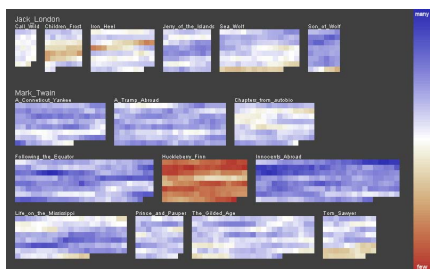 many
Jack_London
Call_Wild Children_Frost Iron_Heel Jerry_of_the_Islands Sea_Wolf Son_of_Wolf
Mark_Twain
A_Conneticut_Yankee A_Tramp_Abroad Chapters_from_autobio
Following_the_Equator Huckleberry_Finn Innocents_Abroad
Life_on_the_Mississippi Prince_and_Pauper The_Gilded_Age Tom_Sawyer
few